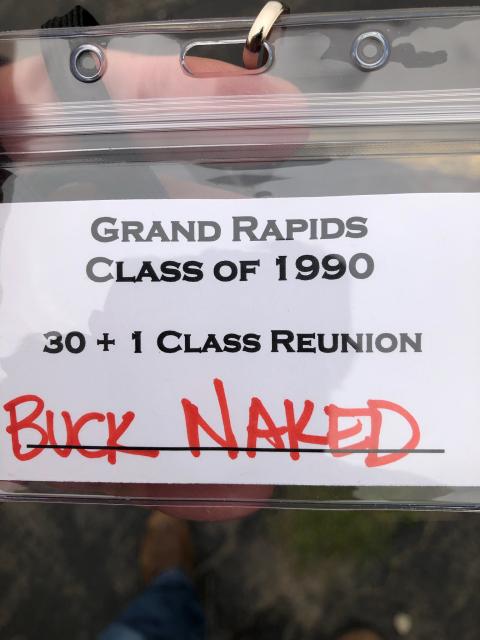 GRAND RAPIDS
CLASS OF 1990
30 + 1 CLASS REUNION
BUCK NAKED